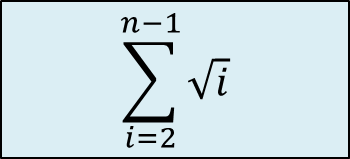 n−1
∑ √i
i=2